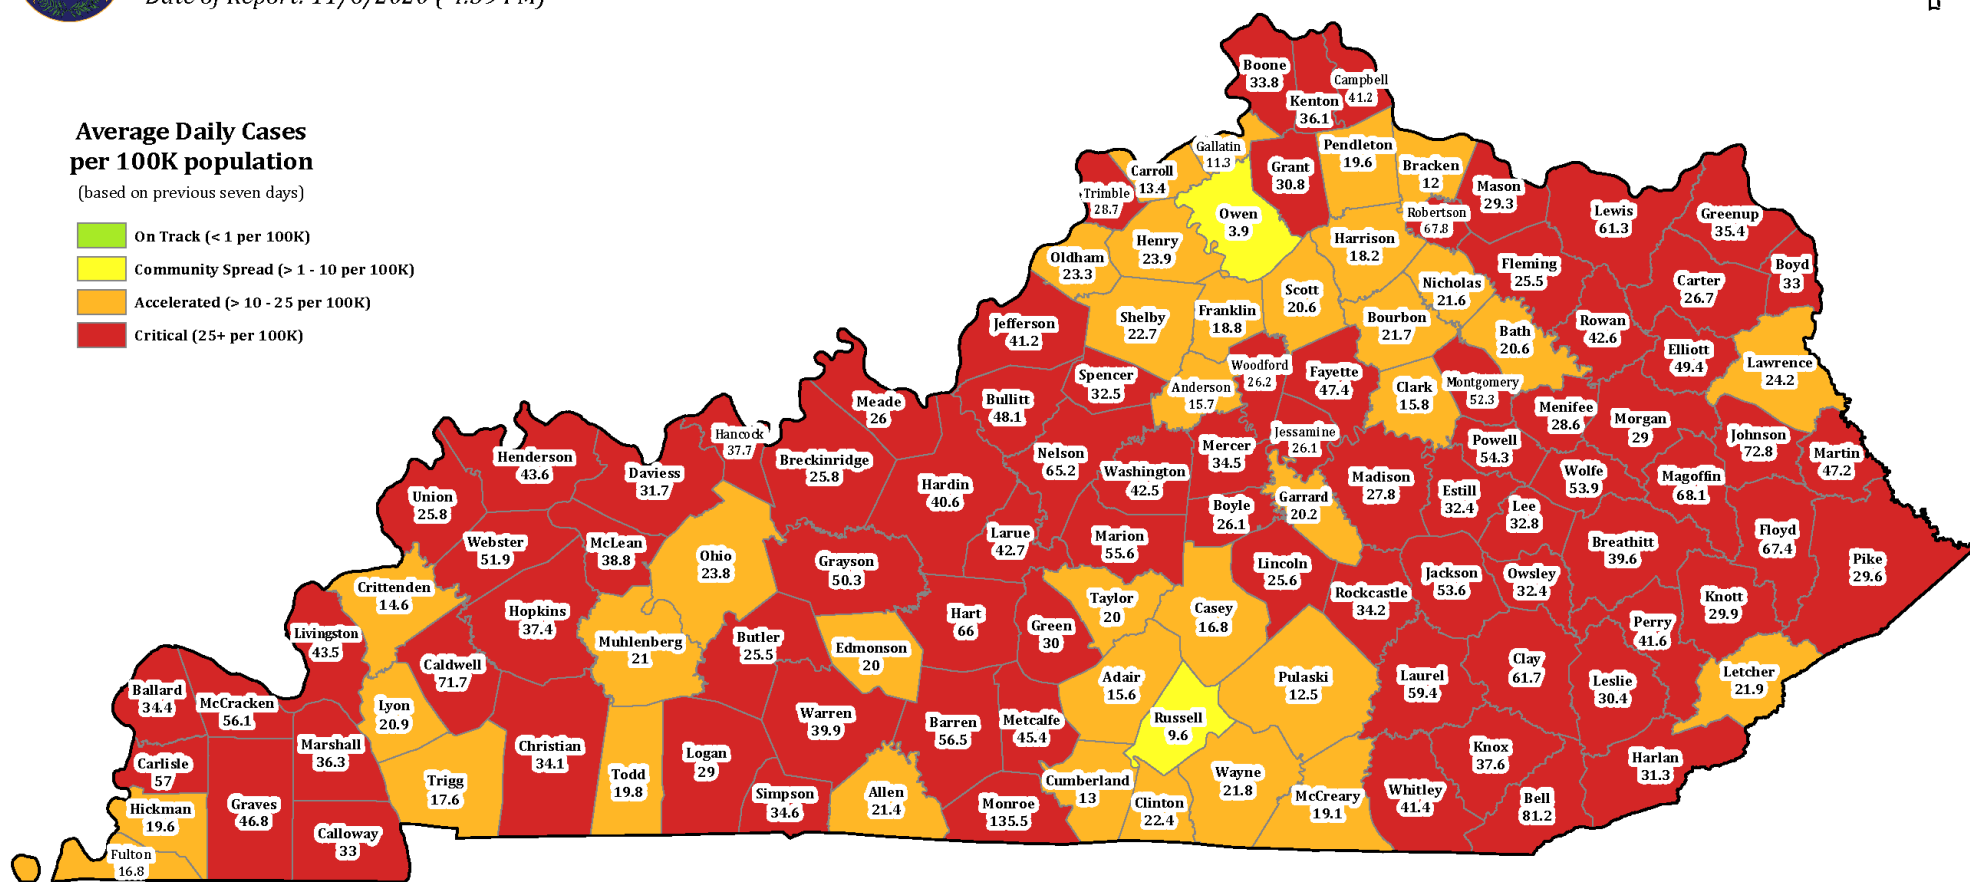 Average Daily Cases
per 100K population
(based on previous seven days)
On Track (< 1 per 100K)
Community Spread (> 1 - 10 per 100K)
Accelerated (> 10 - 25 per 100K)
Critical (25+ per 100K)
Boone
33.8
Campbell
41.2
Kenton
36.1
Gallatin
11.3
Pendleton
19.6
Carroll
13.4
Grant
30.8
Bracken
12
Trimble
28.7
Mason
29.3
Owen
3.9
Robertson
67.8
Lewis
61.3
Greenup
35.4
Henry
23.9
Harrison
18.2
Oldham
23.3
Fleming
25.5
Boyd
33
Carter
26.7
Nicholas
21.6
Scott
20.6
Jefferson
41.2
Shelby
22.7
Franklin
18.8
Bourbon
21.7
Bath
20.6
Rowan
42.6
Elliott
49.4
Lawrence
24.2
Spencer
32.5
Woodford
26.2
Fayette
47.4
Anderson
15.7
Clark
15.8
Montgomery
52.3
Meade
26
Bullitt
48.1
Menifee
28.6
Morgan
29
Hancock
37.7
Jessamine
26.1
Johnson
72.8
Henderson
43.6
Daviess
31.7
Breckinridge
25.8
Nelson
65.2
Washington
42.5
Mercer
34.5
Powell
54.3
Martin
47.2
Union
25.8
Hardin
40.6
Garrard
20.2
Madison
27.8
Estill
32.4
Wolfe
53.9
Magoffin
68.1
Boyle
26.1
Lee
32.8
Webster
51.9
McLean
38.8
Larue
42.7
Marion
55.6
Floyd
67.4
Breathitt
39.6
Ohio
23.8
Grayson
50.3
Lincoln
25.6
Pike
29.6
Crittenden
14.6
Jackson
53.6
Owsley
32.4
Hopkins
37.4
Hart
66
Taylor
20
Casey
16.8
Rockcastle
34.2
Knott
29.9
Livingston
43.5
Muhlenberg
21
Butler
25.5
Edmonson
20
Green
30
Perry
41.6
Caldwell
71.7
Adair
15.6
Pulaski
12.5
Laurel
59.4
Clay
61.7
Leslie
30.4
Letcher
21.9
Ballard
34.4
McCracken
56.1
Lyon
20.9
Warren
39.9
Barren
56.5
Metcalfe
45.4
Russell
9.6
Marshall
36.3
Christian
34.1
Logan
29
Knox
37.6
Harlan
31.3
Carlisle
57
Trigg
17.6
Todd
19.8
Simpson
34.6
Allen
21.4
Cumberland
13
Wayne
21.8
Hickman
19.6
Graves
46.8
Monroe
135.5
Clinton
22.4
McCreary
19.1
Whitley
41.4
Bell
81.2
Calloway
33
Fulton
16.8